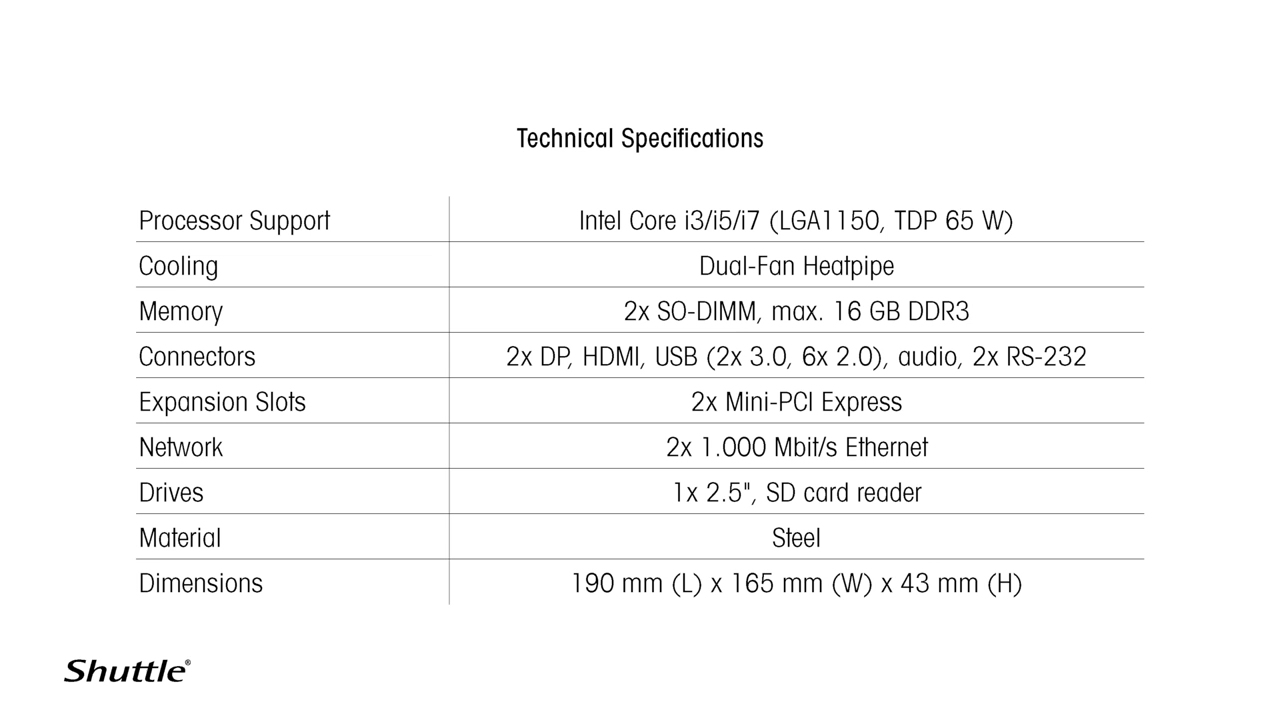 Technical Specifications
Processor Support Intel Core i3/i5/i7 (LGA1150, TDP 65 W)
Cooling Dual-Fan Heatpipe
Memory 2x SO-DIMM, max. 16 GB DDR3
Connectors 2x DP, HDMI, USB (2x 3.0, 6x 2.0), audio, 2x RS-232
Expansion Slots 2x Mini-PCI Express
Network 2x 1.000 Mbit/s Ethernet
Drives 1x 2.5", SD card reader
Material Steel
Dimensions 190 mm (L) x 165 mm (W) x 43 mm (H)
Shuttle®